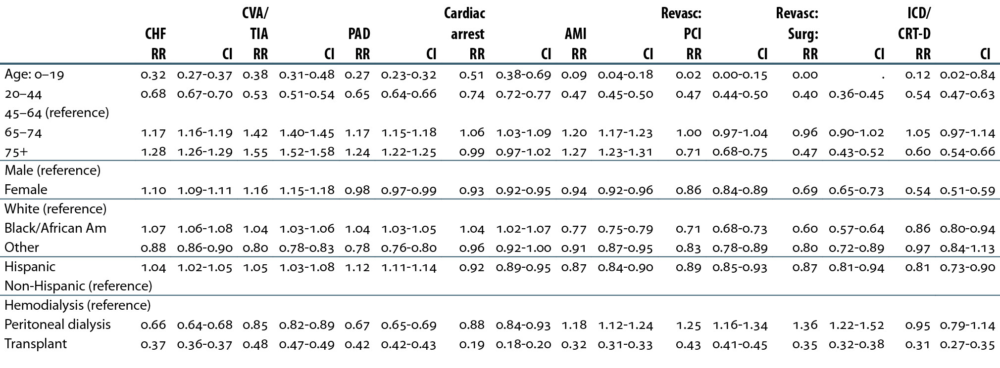 CVA/ Cardiac Revasc: Revasc: ICD/
CHF TIA PAD arrest AMI PCI Surg: CRT-D
RR CI RR CI RR CI RR CI RR CI RR CI RR CI RR CI
Age: 0–19 0.32 0.27-0.37 0.38 0.31-0.48 0.27 0.23-0.32 0.51 0.38-0.69 0.09 0.04-0.18 0.02 0.00-0.15 0.00 . 0.12 0.02-0.84
20–44 0.68 0.67-0.70 0.53 0.51-0.54 0.65 0.64-0.66 0.74 0.72-0.77 0.47 0.45-0.50 0.47 0.44-0.50 0.40 0.36-0.45 0.54 0.47-0.63
45–64 (reference)
65–74 1.17 1.16-1.19 1.42 1.40-1.45 1.17 1.15-1.18 1.06 1.03-1.09 1.20 1.17-1.23 1.00 0.97-1.04 0.96 0.90-1.02 1.05 0.97-1.14
75+ 1.28 1.26-1.29 1.55 1.52-1.58 1.24 1.22-1.25 0.99 0.97-1.02 1.27 1.23-1.31 0.71 0.68-0.75 0.47 0.43-0.52 0.60 0.54-0.66
Male (reference)
Female 1.10 1.09-1.11 1.16 1.15-1.18 0.98 0.97-0.99 0.93 0.92-0.95 0.94 0.92-0.96 0.86 0.84-0.89 0.69 0.65-0.73 0.54 0.51-0.59
White (reference)
Black/African Am 1.07 1.06-1.08 1.04 1.03-1.06 1.04 1.03-1.05 1.04 1.02-1.07 0.77 0.75-0.79 0.71 0.68-0.73 0.60 0.57-0.64 0.86 0.80-0.94
Other 0.88 0.86-0.90 0.80 0.78-0.83 0.78 0.76-0.80 0.96 0.92-1.00 0.91 0.87-0.95 0.83 0.78-0.89 0.80 0.72-0.89 0.97 0.84-1.13
Hispanic 1.04 1.02-1.05 1.05 1.03-1.08 1.12 1.11-1.14 0.92 0.89-0.95 0.87 0.84-0.90 0.89 0.85-0.93 0.87 0.81-0.94 0.81 0.73-0.90
Non-Hispanic (reference)
Hemodialysis (reference)
Peritoneal dialysis 0.66 0.64-0.68 0.85 0.82-0.89 0.67 0.65-0.69 0.88 0.84-0.93 1.18 1.12-1.24 1.25 1.16-1.34 1.36 1.22-1.52 0.95 0.79-1.14
Transplant 0.37 0.36-0.37 0.48 0.47-0.49 0.42 0.42-0.43 0.19 0.18-0.20 0.32 0.31-0.33 0.43 0.41-0.45 0.35 0.32-0.38 0.31 0.27-0.35